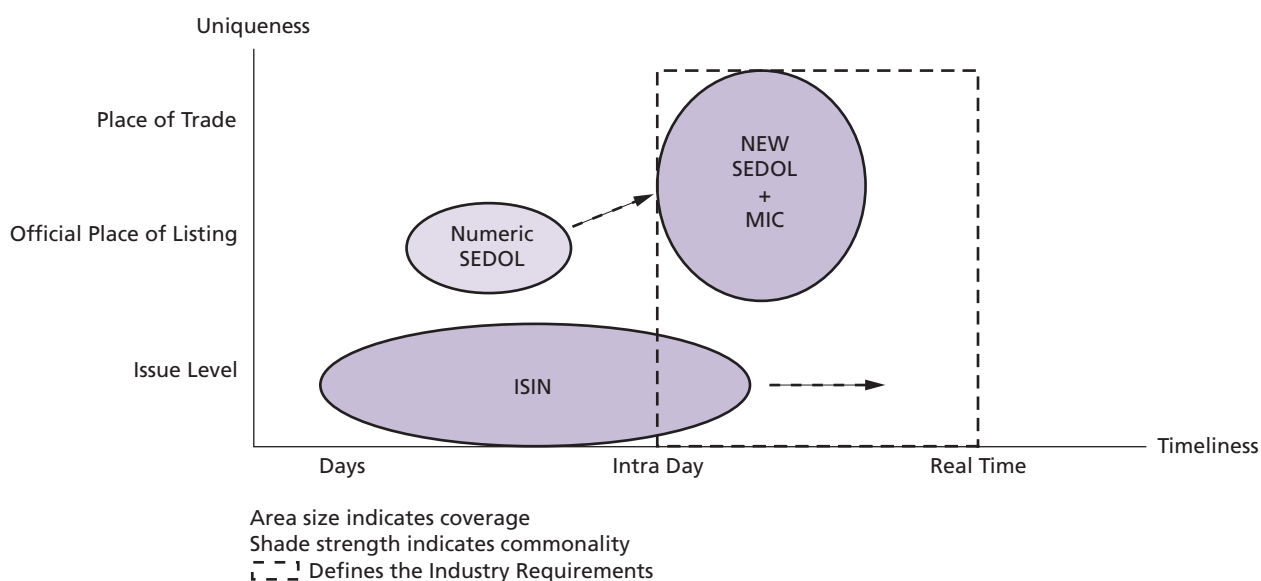 Uniqueness
Place of Trade
NEW
SEDOL
+
MIC
Official Place of Listing
Numeric
SEDOL
Issue Level
ISIN
Timeliness
Days
Intra Day
Real Time
Area size indicates coverage
Shade strength indicates commonality
Defines the Industry Requirements